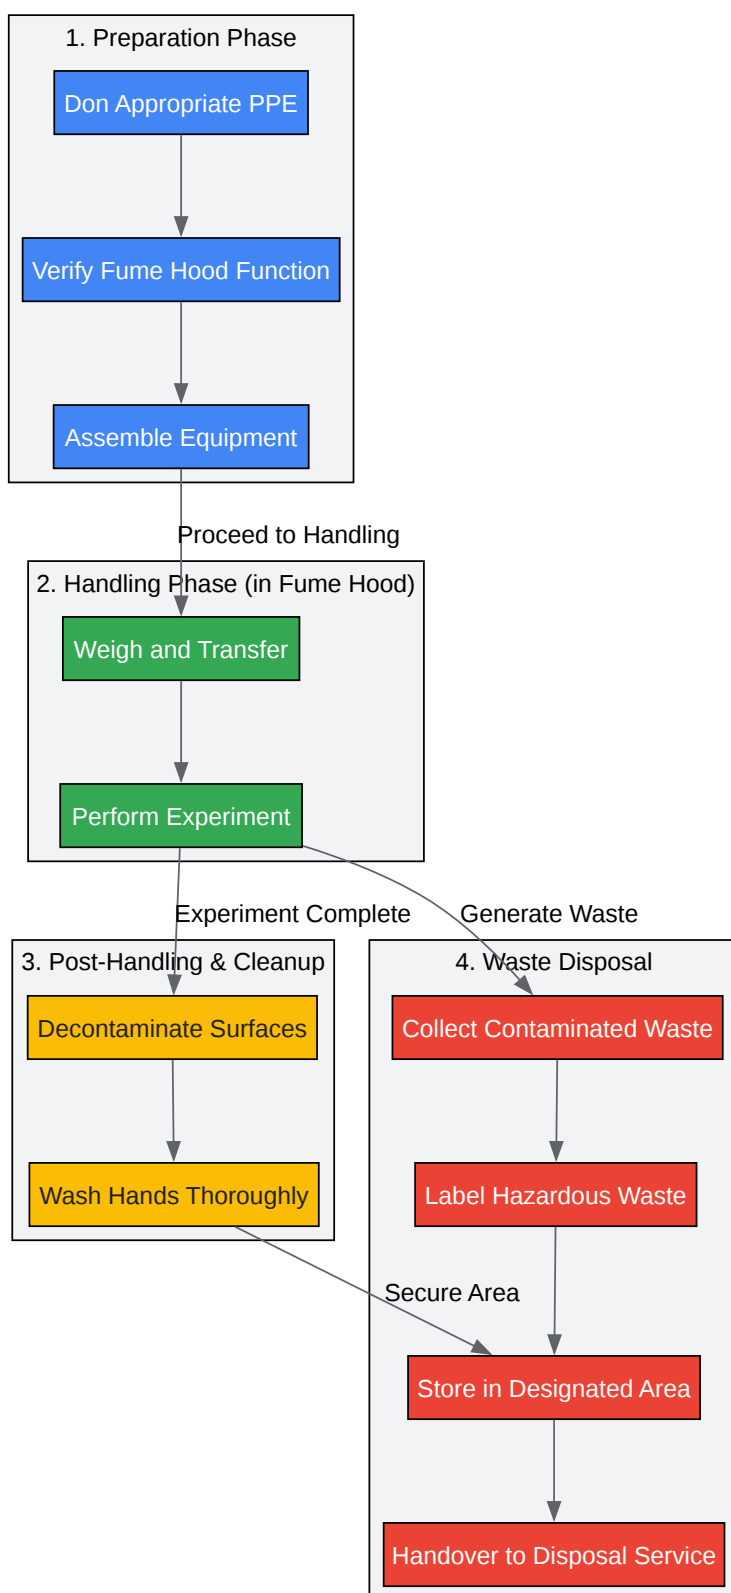 1. Preparation Phase
Don Appropriate PPE
Verify Fume Hood Function
Assemble Equipment
Proceed to Handling
2. Handling Phase (in Fume Hood)
Weigh and Transfer
Perform Experiment
Experiment Complete
Generate Waste
3. Post-Handling & Cleanup
Decontaminate Surfaces
Wash Hands Thoroughly
4. Waste Disposal
Collect Contaminated Waste
Label Hazardous Waste
Secure Area
Store in Designated Area
Handover to Disposal Service